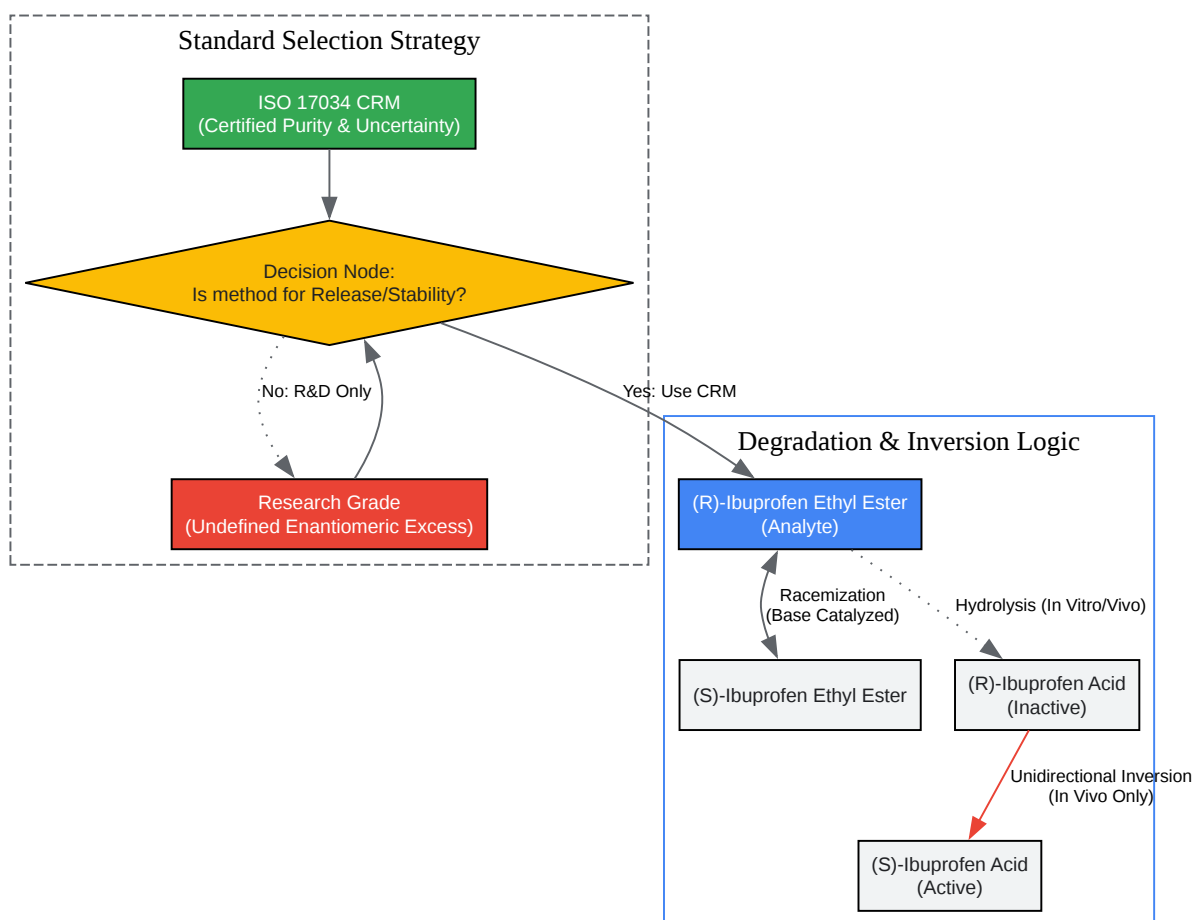 Standard Selection Strategy
ISO 17034 CRM
(Certified Purity & Uncertainty)
Decision Node:
Is method for Release/Stability?
No: R&D Only
Yes: Use CRM
Research Grade
(Undefined Enantiomeric Excess)
Degradation & Inversion Logic
(R)-Ibuprofen Ethyl Ester
(Analyte)
Racemization
(Base Catalyzed)
Hydrolysis (In Vitro/Vivo)
(S)-Ibuprofen Ethyl Ester
(R)-Ibuprofen Acid
(Inactive)
Unidirectional Inversion
(In Vivo Only)
(S)-Ibuprofen Acid
(Active)